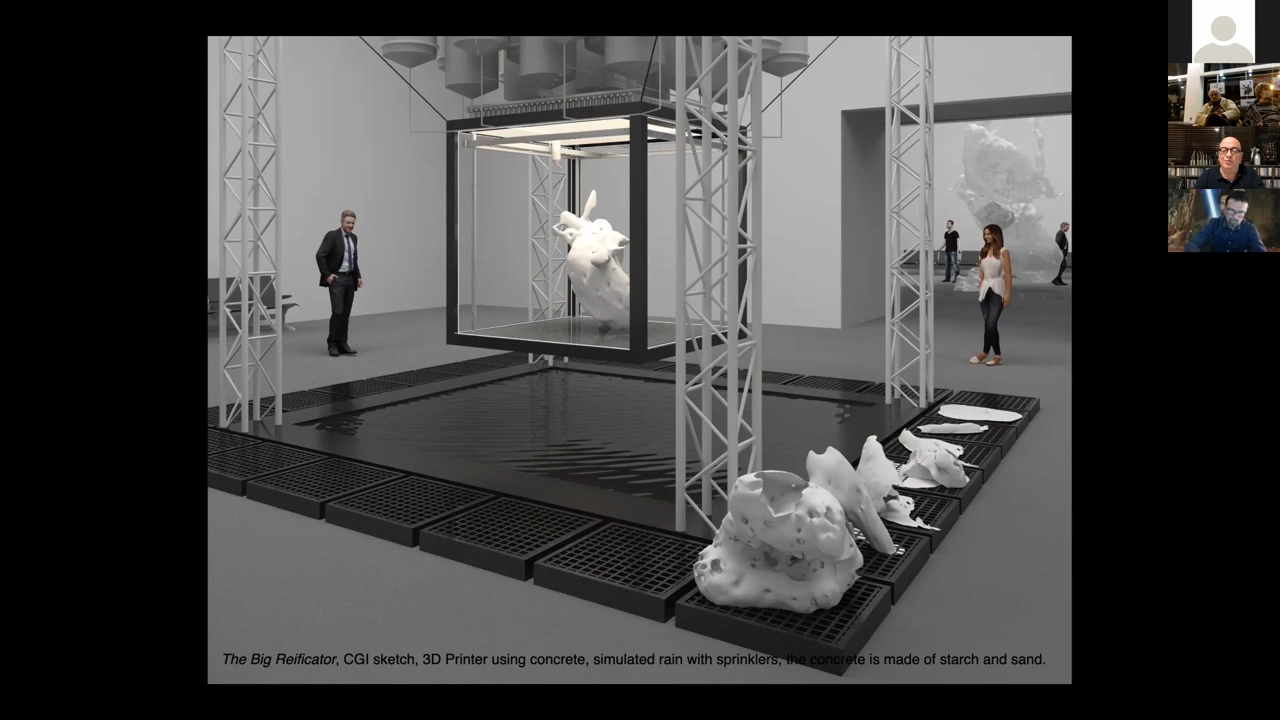 The Big Reificator, CGI sketch, 3D Printer using concrete, simulated rain with sprinklers, the concrete is made of starch and sand.